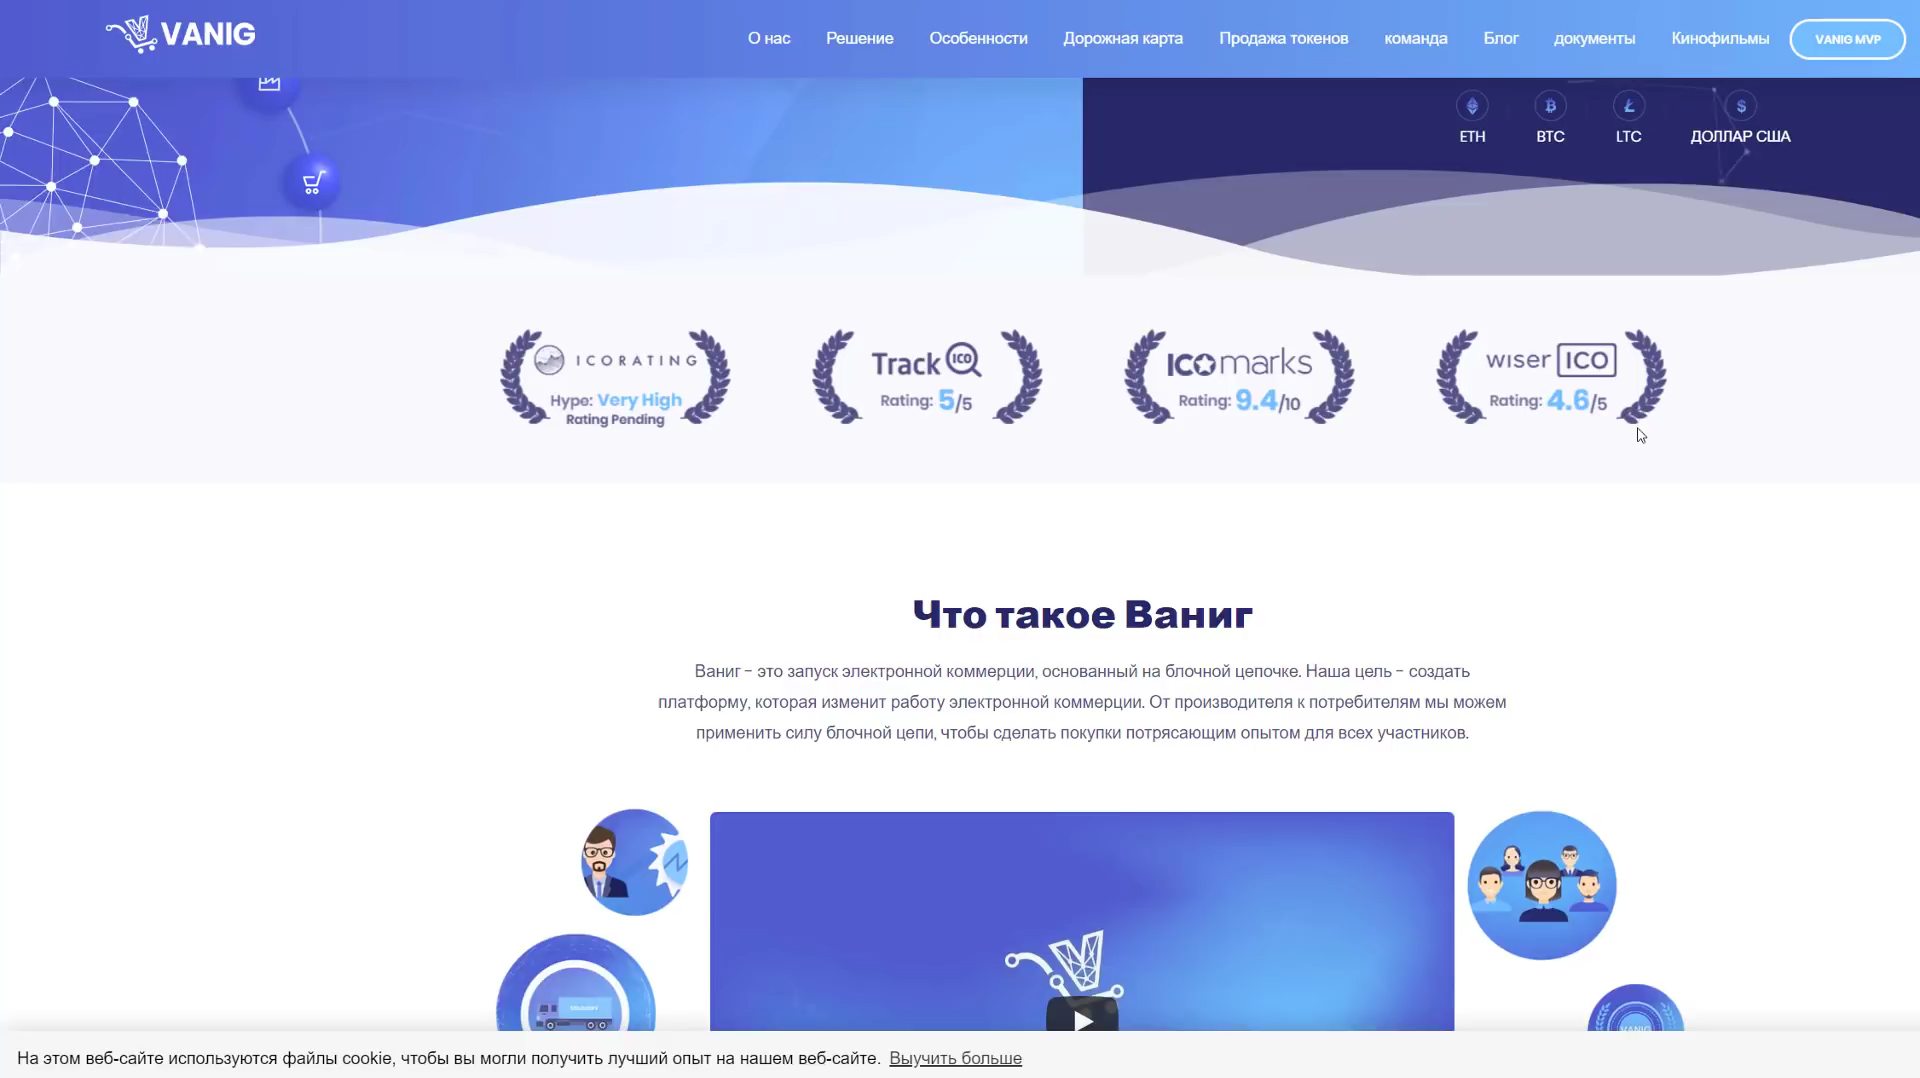 VANIG
О нас
Решение
Особенности
Дорожная карта
Продажа токенов
команда
Блог
документы
Кинофильмы
VANIG MVP
ETH
BTC
LTC
ДОЛЛАР США
ICORATING
Hype: Very High
Rating Pending
Track ICO
Rating: 5/5
ICOmarks
Rating: 9.4/10
wiser ICO
Rating: 4.6/5
Что такое Ваниг
Ваниг – это запуск электронной коммерции, основанный на блочной цепочке. Наша цель – создать
платформу, которая изменит работу электронной коммерции. От производителя к потребителям мы можем
применить силу блочной цепи, чтобы сделать покупки потрясающим опытом для всех участников.
VANIG
На этом веб-сайте используются файлы cookie, чтобы вы могли получить лучший опыт на нашем веб-сайте. Выучить больше